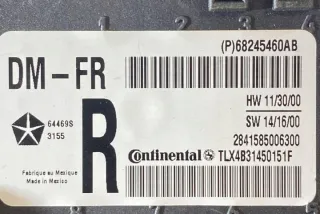 (P)68245460AB
DM-FR
HW 11/30/00
SW 14/16/00
64469S
3155
R
2841585006300
Continental TLX4B31450151F
Fabrique au Mexique
Made in Mexico